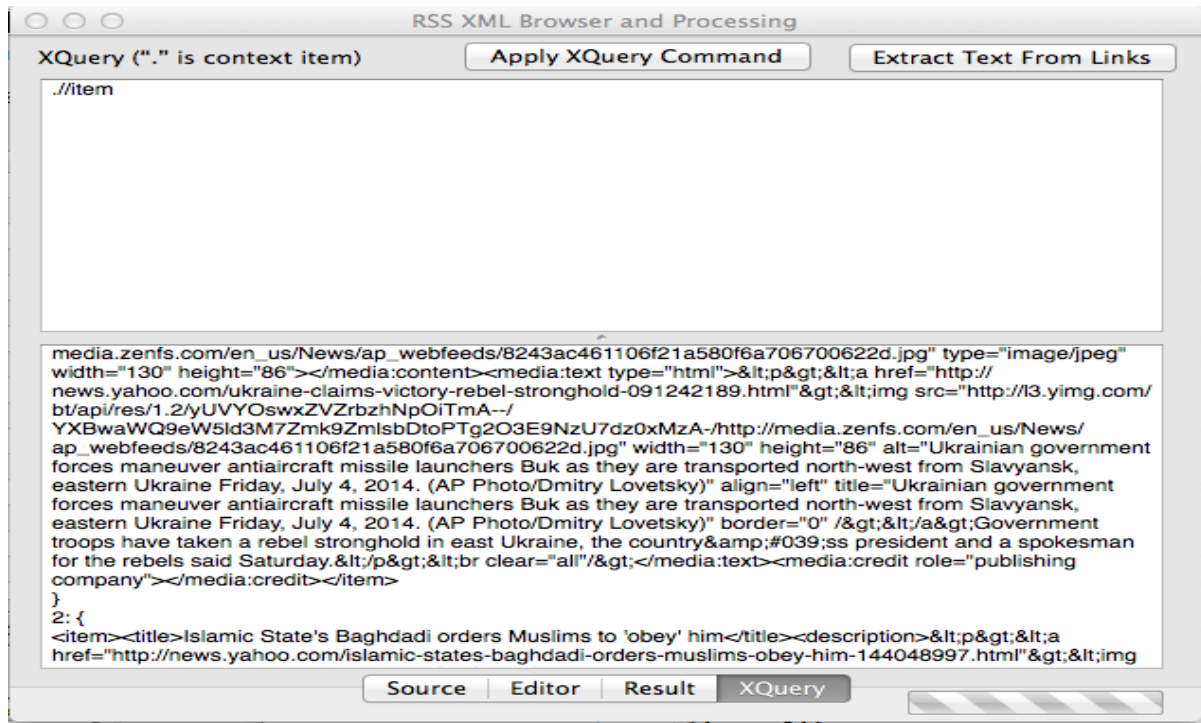 RSS XML Browser and Processing
XQuery ("." is context item)
Apply XQuery Command
Extract Text From Links
.//item
media.zenfs.com/en_us/News/ap_webfeeds/8243ac461106f21a580f6a706700622d.jpg" type="image/jpeg"
width="130" height="86"></media:content><media:text type="html">&lt;p&gt;&lt;a href="http://
news.yahoo.com/ukraine-claims-victory-rebel-stronghold-091242189.html"&gt;&lt;img src="http://l3.yimg.com/
bt/api/res/1.2/yUVYOswxZVZrbzhNpOiTmA--/
YXBwaWQ9eW5ld3M7Zmk9ZmlsbDtoPTg2O3E9NzU7dz0xMzA-/http://media.zenfs.com/en_us/News/
ap_webfeeds/8243ac461106f21a580f6a706700622d.jpg" width="130" height="86" alt="Ukrainian government
forces maneuver antiaircraft missile launchers Buk as they are transported north-west from Slavyansk,
eastern Ukraine Friday, July 4, 2014. (AP Photo/Dmitry Lovetsky)" align="left" title="Ukrainian government
forces maneuver antiaircraft missile launchers Buk as they are transported north-west from Slavyansk,
eastern Ukraine Friday, July 4, 2014. (AP Photo/Dmitry Lovetsky)" border="0" /&gt;&lt;/a&gt;Government
troops have taken a rebel stronghold in east Ukraine, the country&amp;#039;ss president and a spokesman
for the rebels said Saturday.&lt;/p&gt;&lt;br clear="all"/&gt;</media:text><media:credit role="publishing
company"></media:credit></item>
}
2: {
<item><title>Islamic State's Baghdadi orders Muslims to 'obey' him</title><description>&lt;p&gt;&lt;a
href="http://news.yahoo.com/islamic-states-baghdadi-orders-muslims-obey-him-144048997.html"&gt;&lt;img
Source
Editor
Result
XQuery